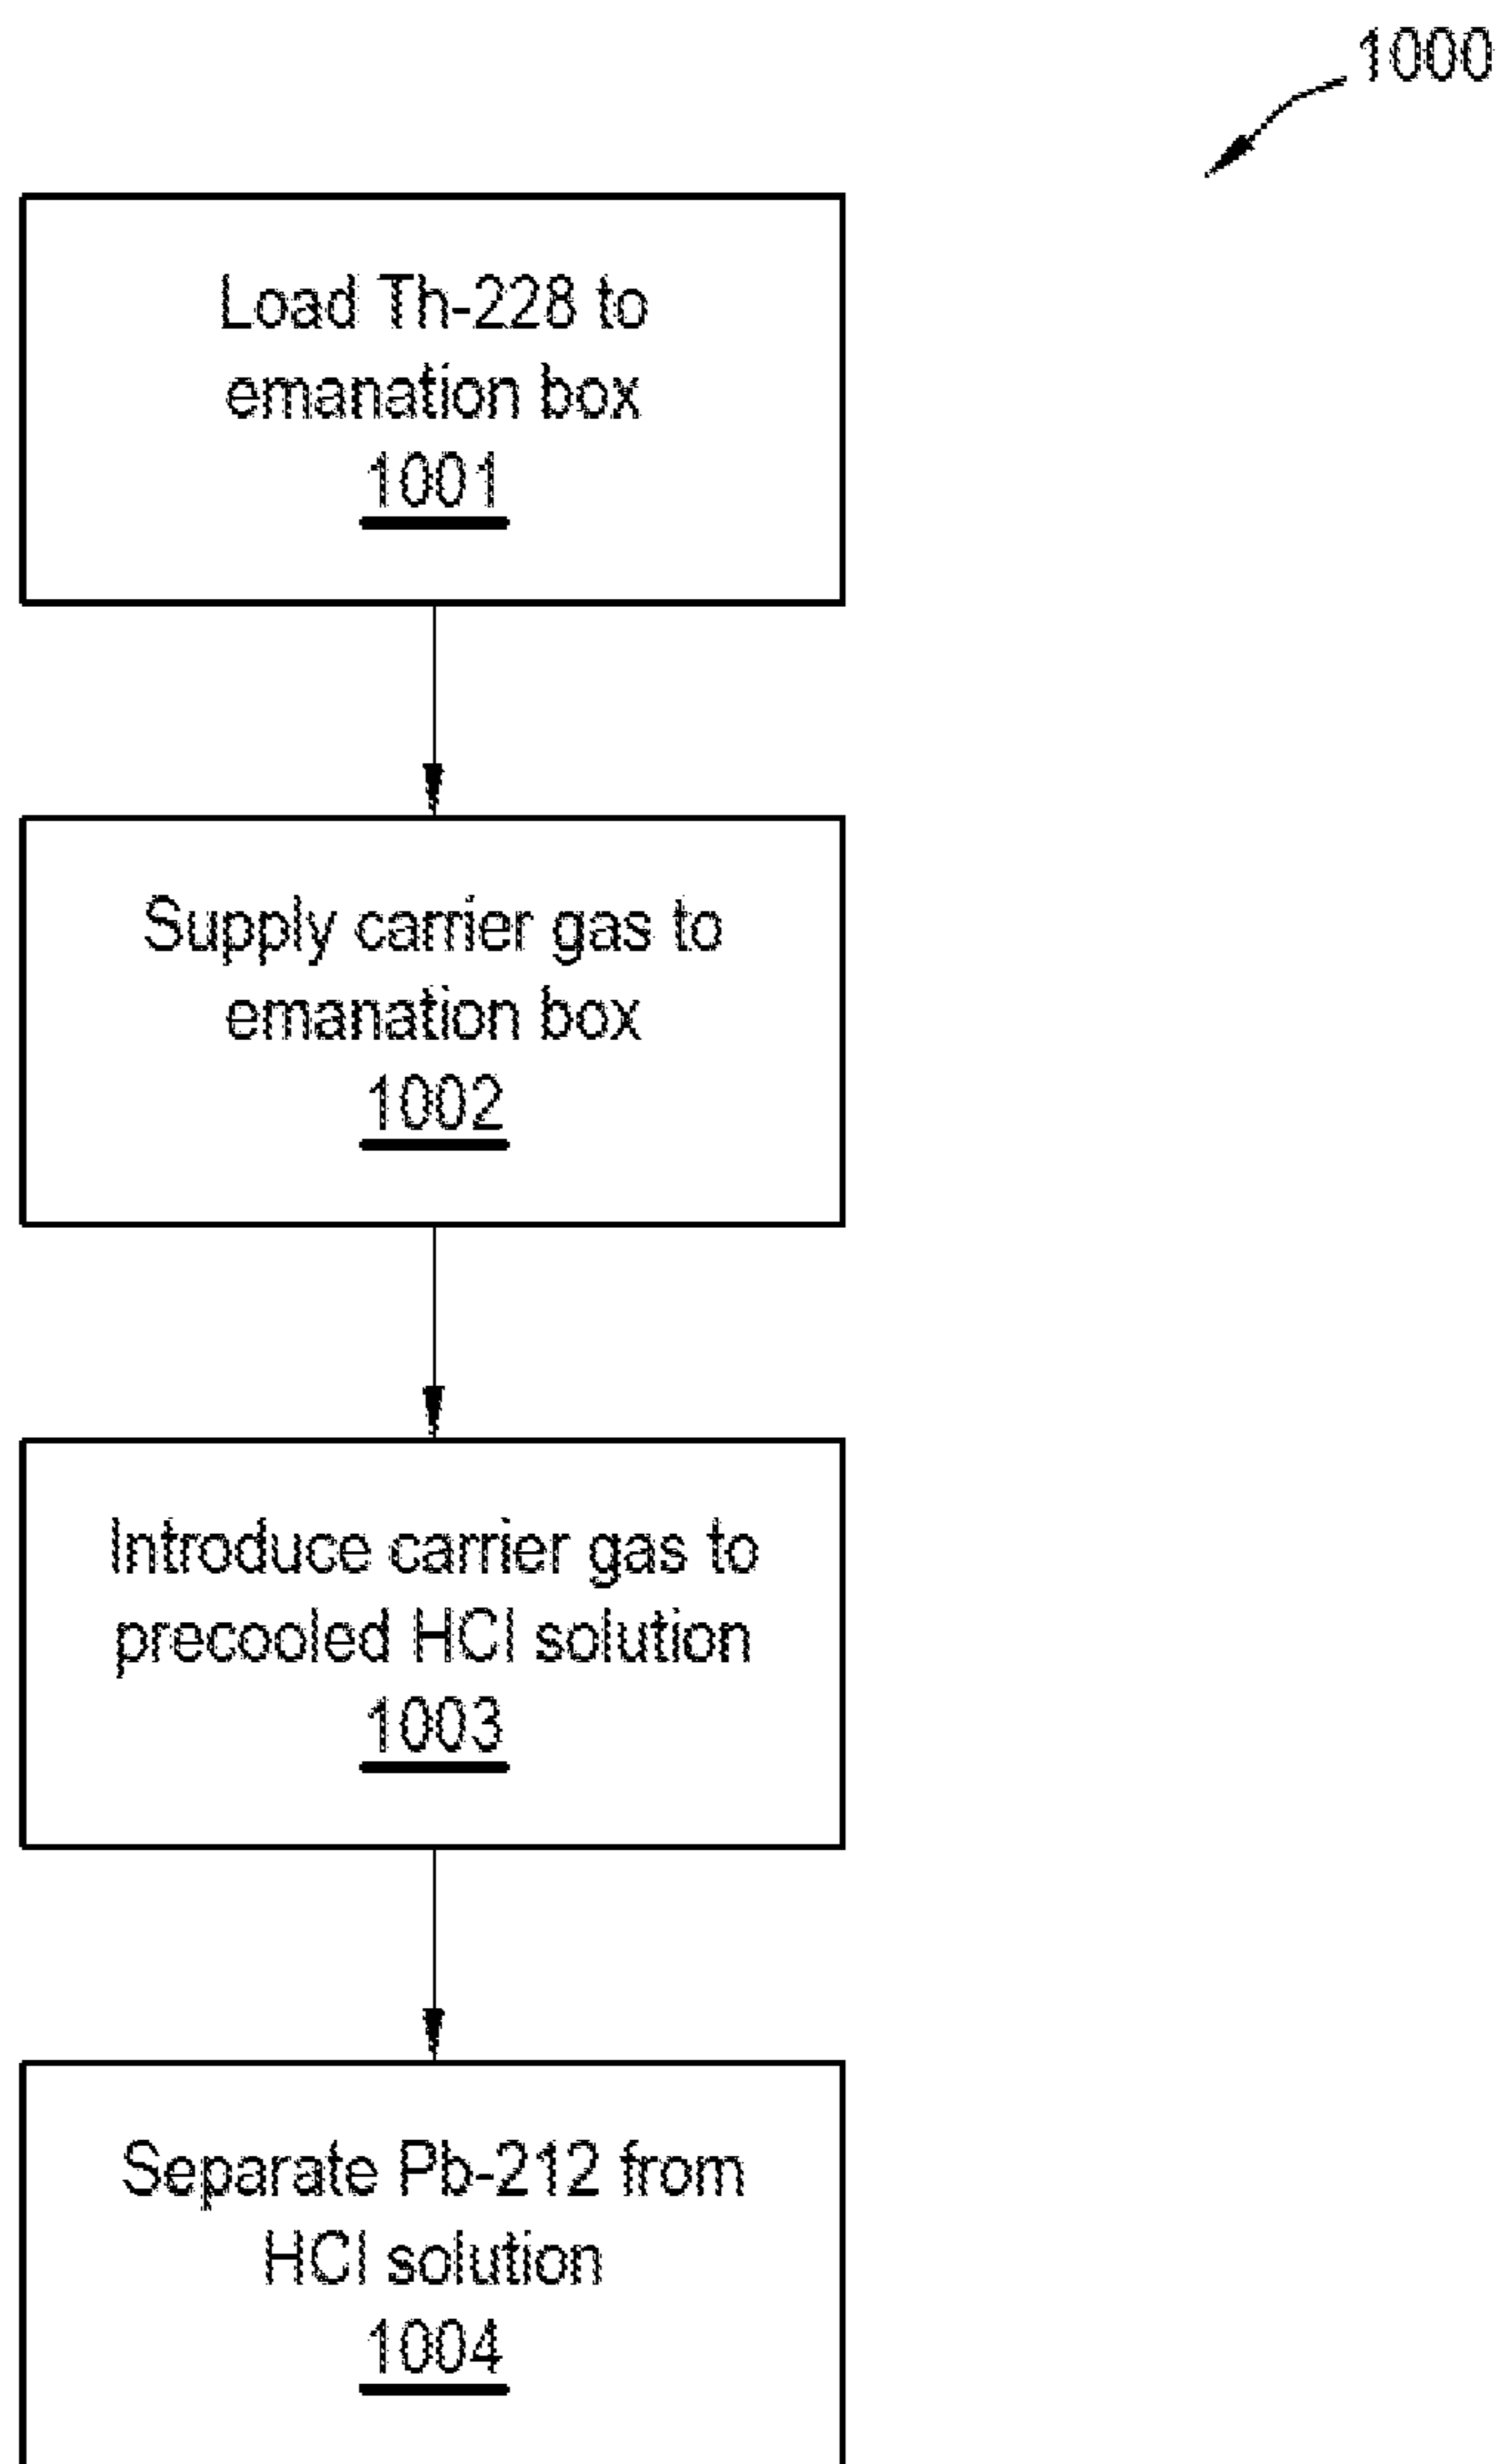 1000
Load Th-228 to
emanation box
1001
Supply carrier gas to
emanation box
1002
Introduce carrier gas to
precooled HCl solution
1003
Separate Pb-212 from
HCl solution
1004